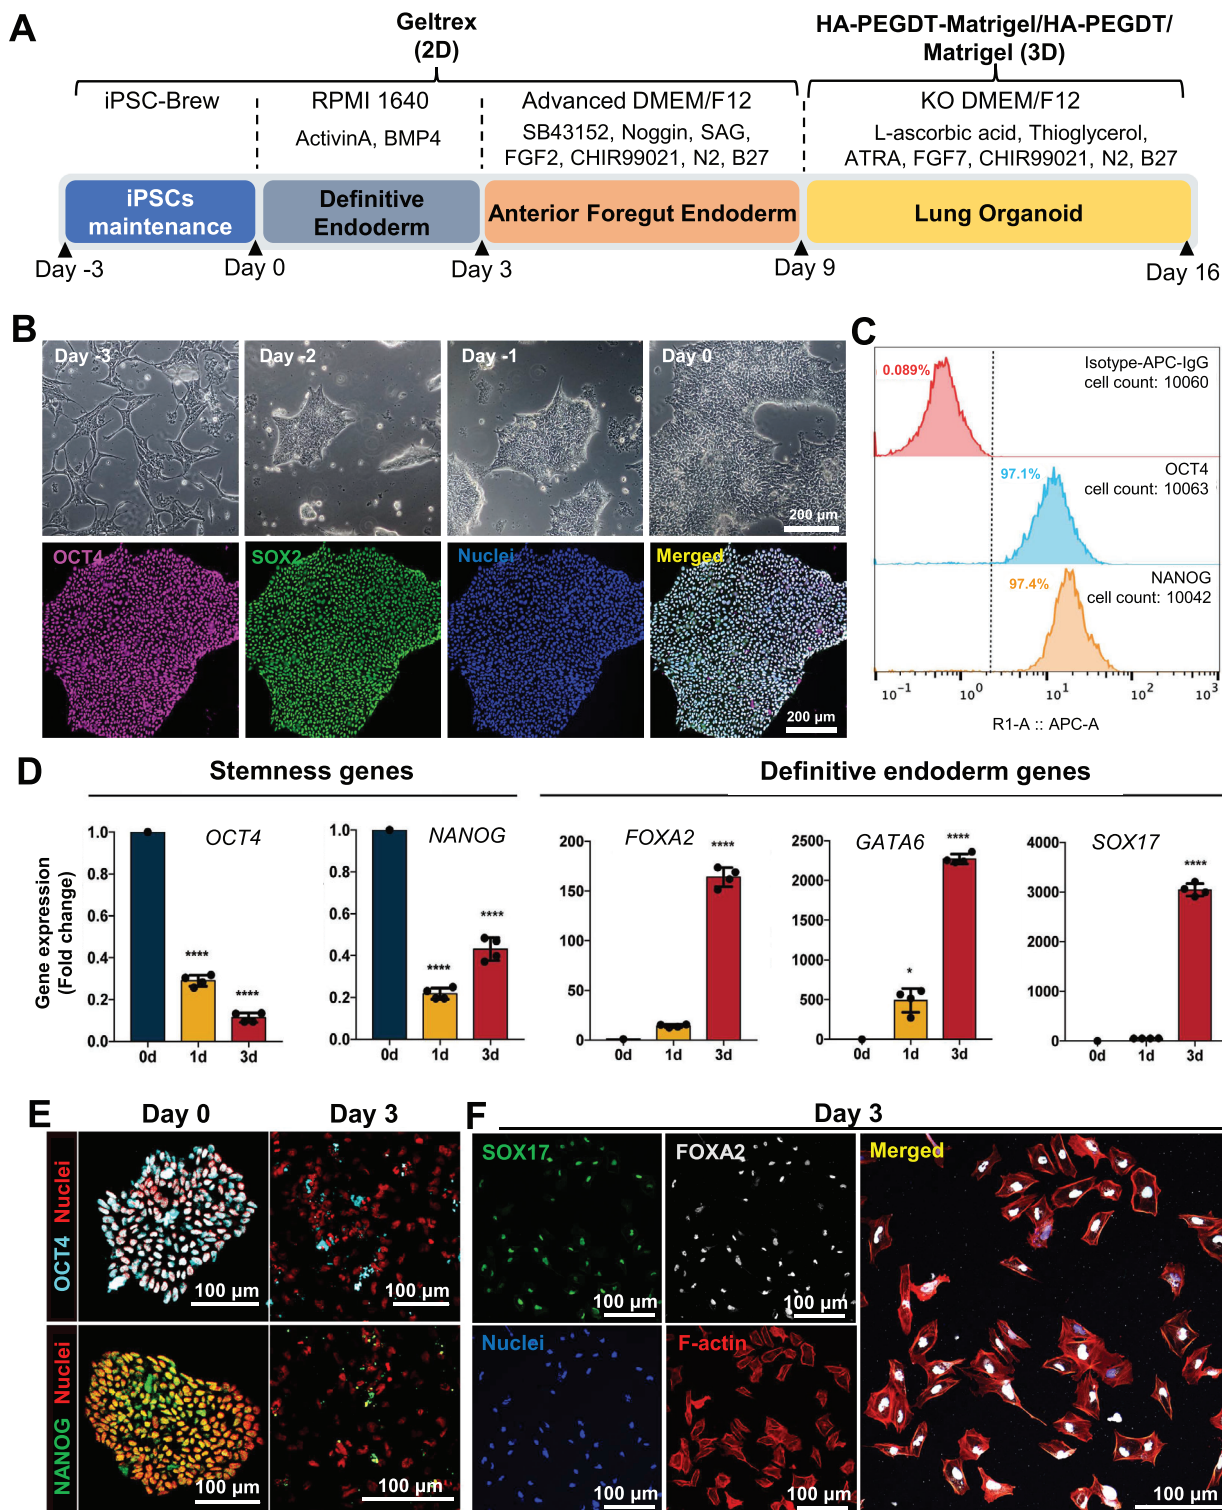 A
Geltrex
(2D)
HA-PEGDT-Matrigel/HA-PEGDT/
Matrigel (3D)
iPSC-Brew
RPMI 1640
Advanced DMEM/F12
KO DMEM/F12
ActivinA, BMP4
SB43152, Noggin, SAG,
FGF2, CHIR99021, N2, B27
L-ascorbic acid, Thioglycerol,
ATRA, FGF7, CHIR99021, N2, B27
iPSCs
maintenance
Definitive
Endoderm
Anterior Foregut Endoderm
Lung Organoid
Day -3
Day 0
Day 3
Day 9
Day 16
B
Day -3
Day -2
Day -1
Day 0
200 µm
OCT4
SOX2
Nuclei
Merged
200 µm
C
0.089%
Isotype-APC-IgG
cell count: 10060
97.1%
OCT4
cell count: 10063
97.4%
NANOG
cell count: 10042
10-1
100
101
102
103
R1-A :: APC-A
D
Stemness genes
Definitive endoderm genes
Gene expression
(Fold change)
OCT4
1.0
0.8
0.6
0.4
0.2
0.0
****
****
0d 1d 3d
NANOG
1.0
0.8
0.6
0.4
0.2
0.0
****
****
0d 1d 3d
FOXA2
200
150
100
50
0
****
0d 1d 3d
GATA6
2500
2000
1500
1000
500
0
*
****
0d 1d 3d
SOX17
4000
3000
2000
1000
0
****
0d 1d 3d
E
Day 0
Day 3
OCT4 Nuclei
100 µm
100 µm
NANOG Nuclei
100 µm
100 µm
F
Day 3
SOX17
100 µm
FOXA2
100 µm
Merged
Nuclei
100 µm
F-actin
100 µm
100 µm